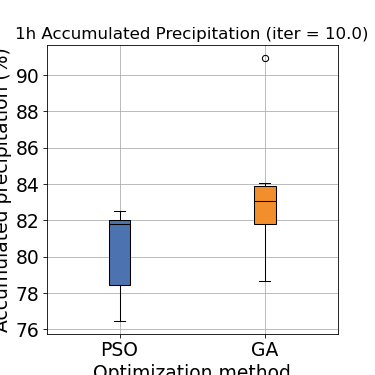 1h Accumulated Precipitation (iter = 10.0)
Accumulated precipitation (%)
90
88
86
84
82
80
78
76
PSO GA
Optimization method